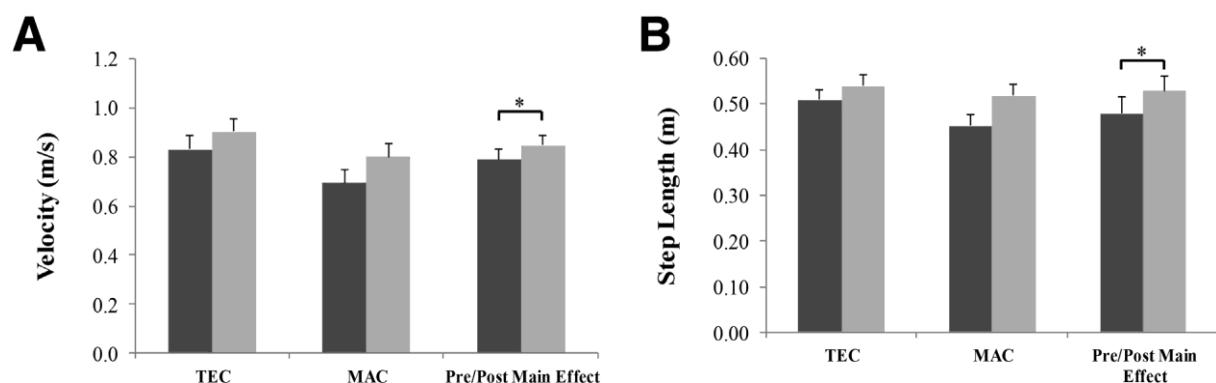 A
Velocity (m/s)
1.2
1.0
0.8
0.6
0.4
0.2
0.0
*
TEC
MAC
Pre/Post Main Effect
B
Step Length (m)
0.60
0.50
0.40
0.30
0.20
0.10
0.00
*
TEC
MAC
Pre/Post Main
Effect